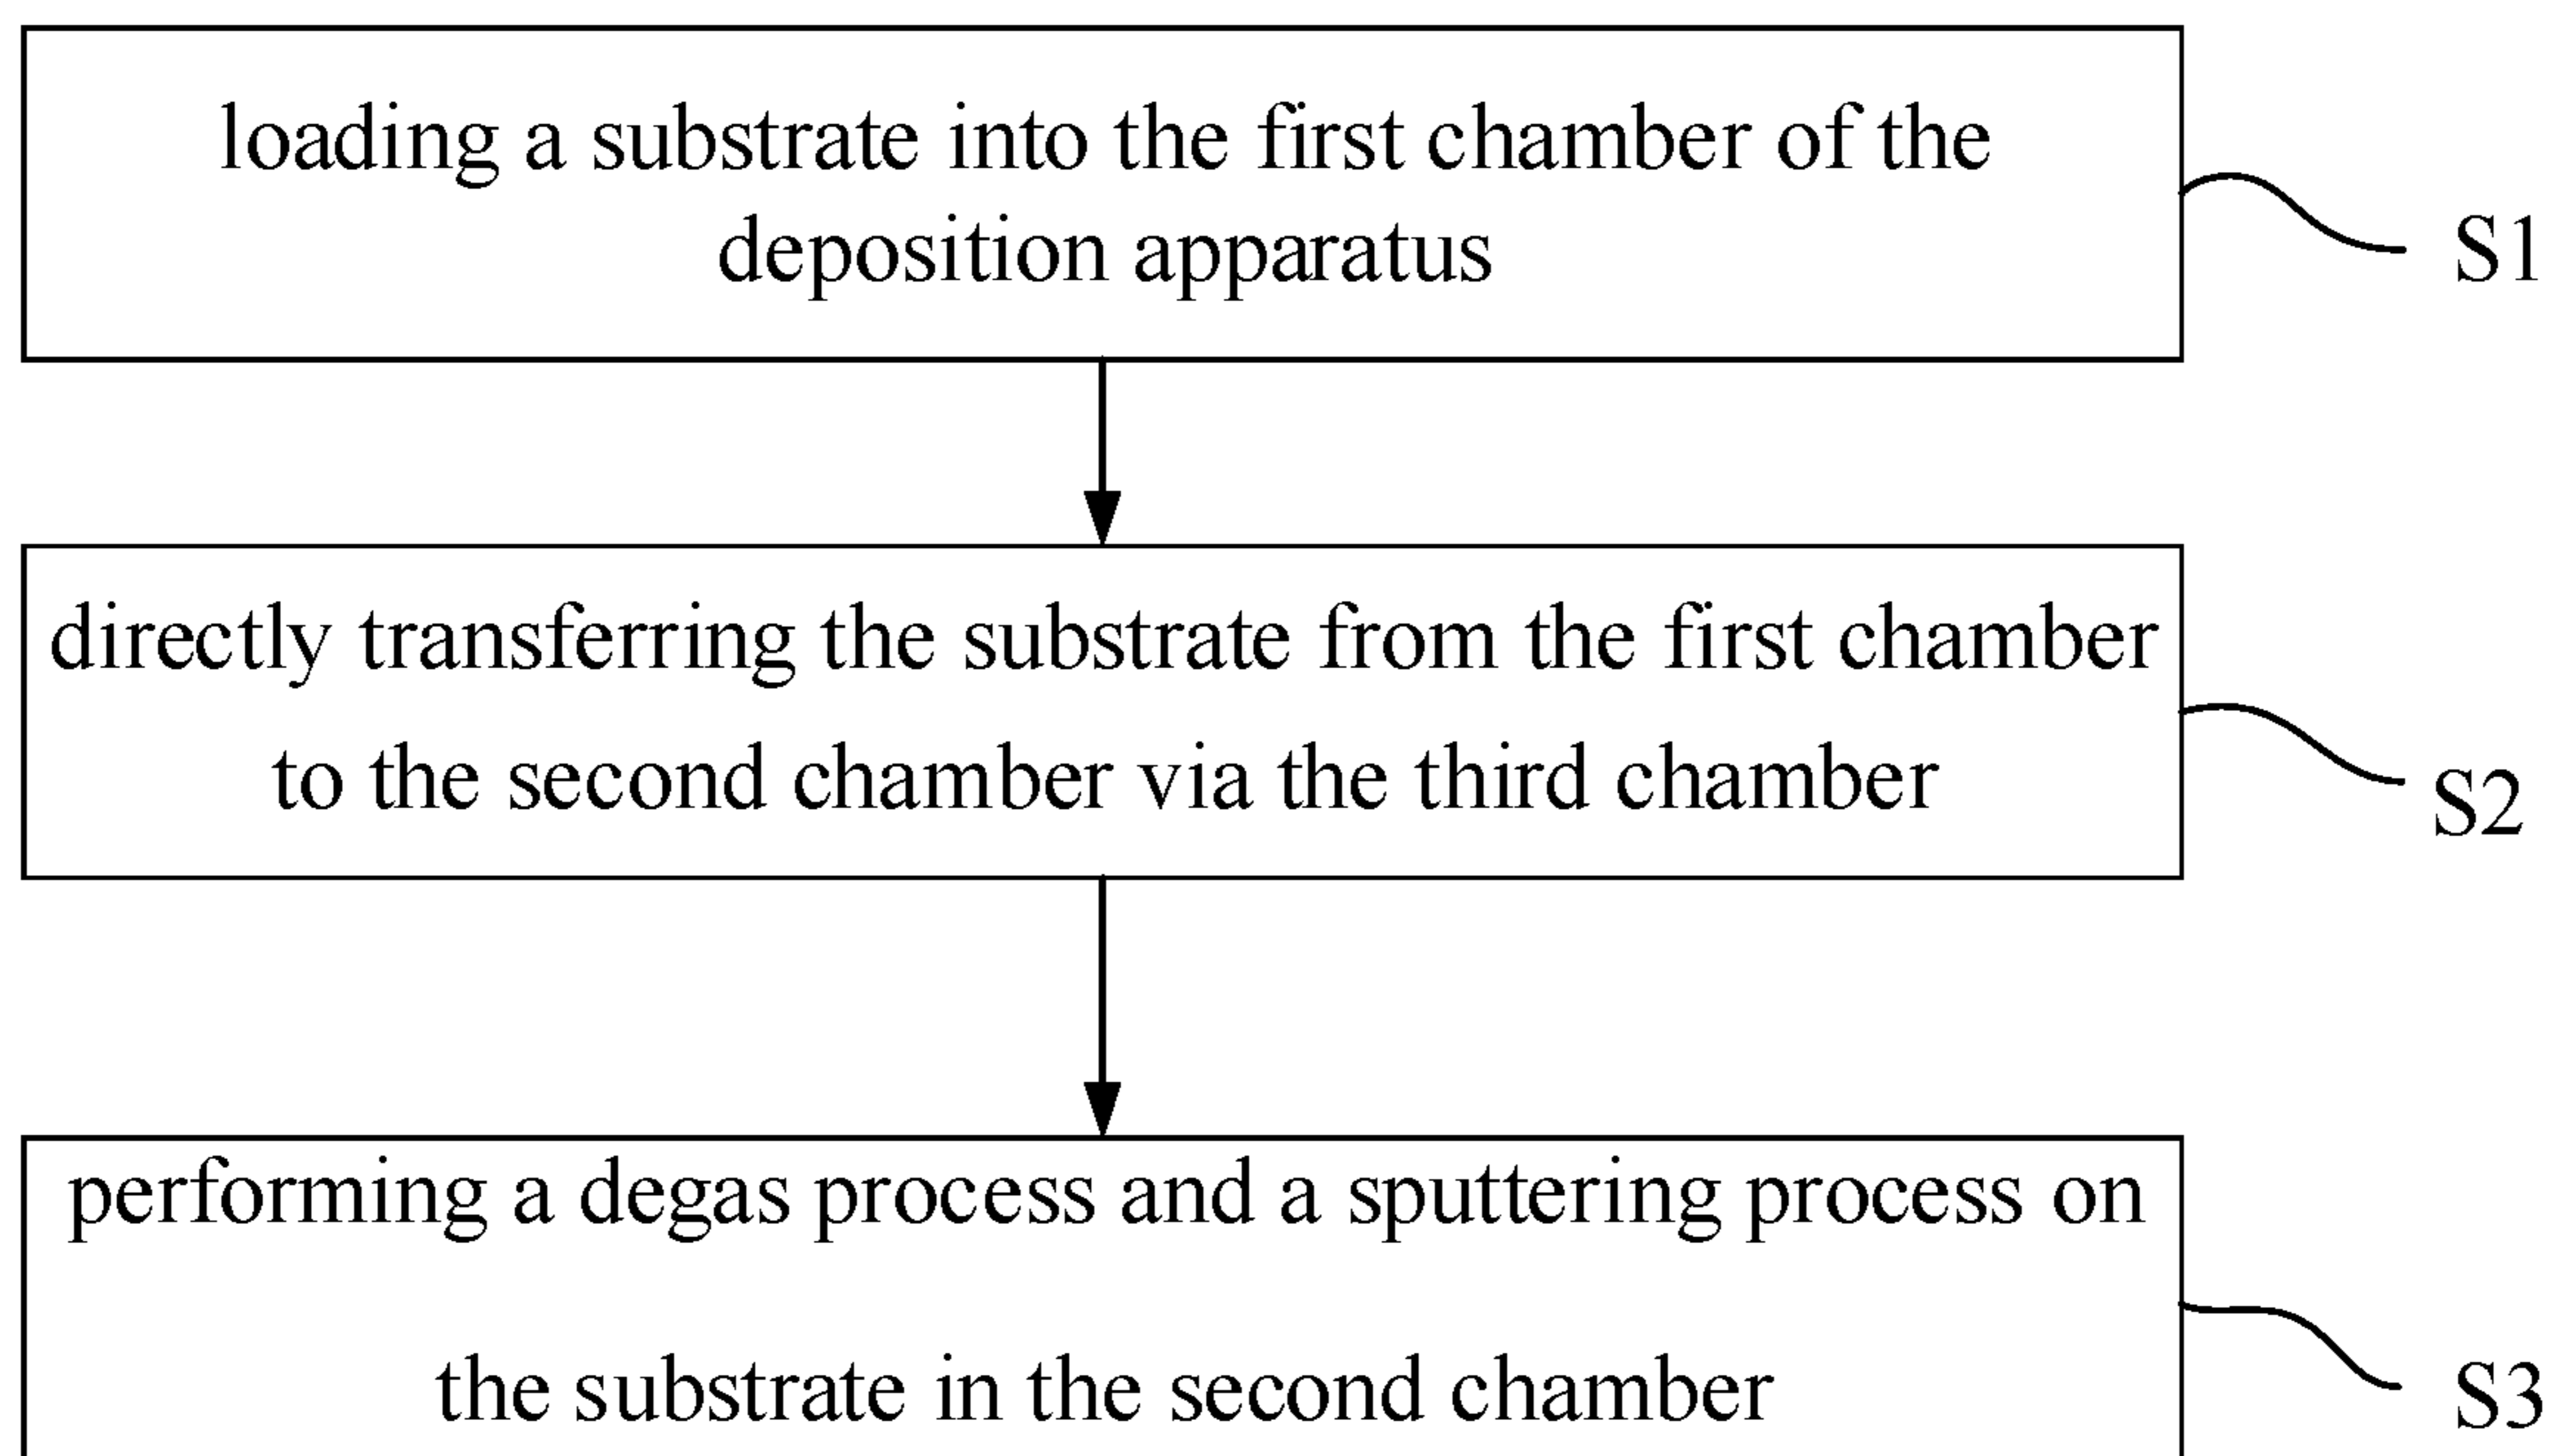 loading a substrate into the first chamber of the
deposition apparatus
S1
directly transferring the substrate from the first chamber
to the second chamber via the third chamber
S2
performing a degas process and a sputtering process on
the substrate in the second chamber
S3